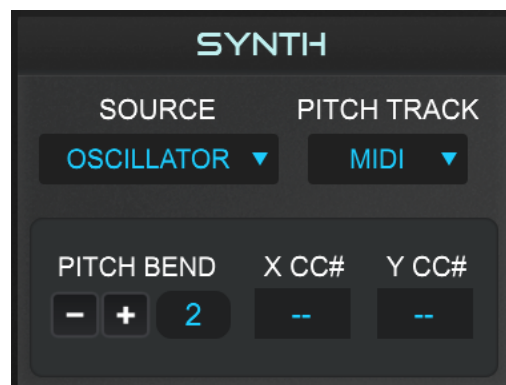 SYNTH
SOURCE PITCH TRACK
OSCILLATOR ▼ MIDI ▼
PITCH BEND X CC# Y CC#
- + 2 -- --